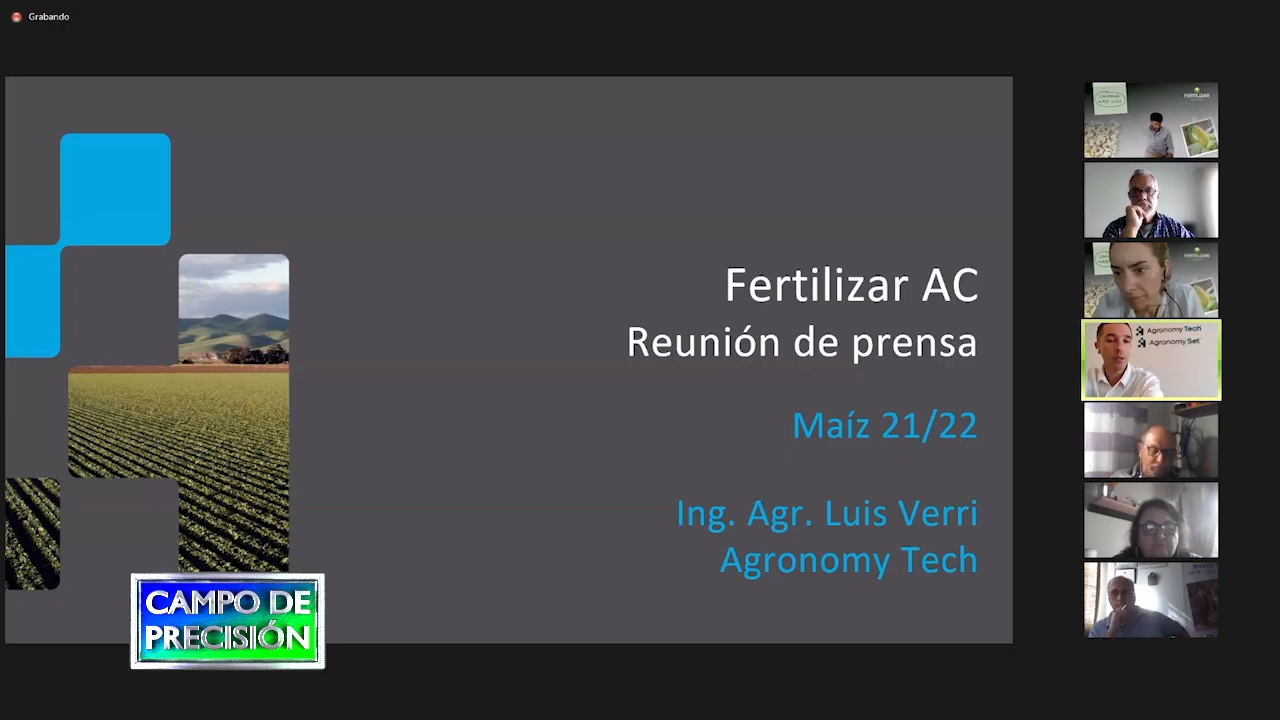 Grabando
Fertilizar AC
Reunión de prensa
Maíz 21/22
Ing. Agr. Luis Verri
Agronomy Tech
CAMPO DE
PRECISIÓN
FERTILIZAR
Agronomy Tech
Agronomy Set